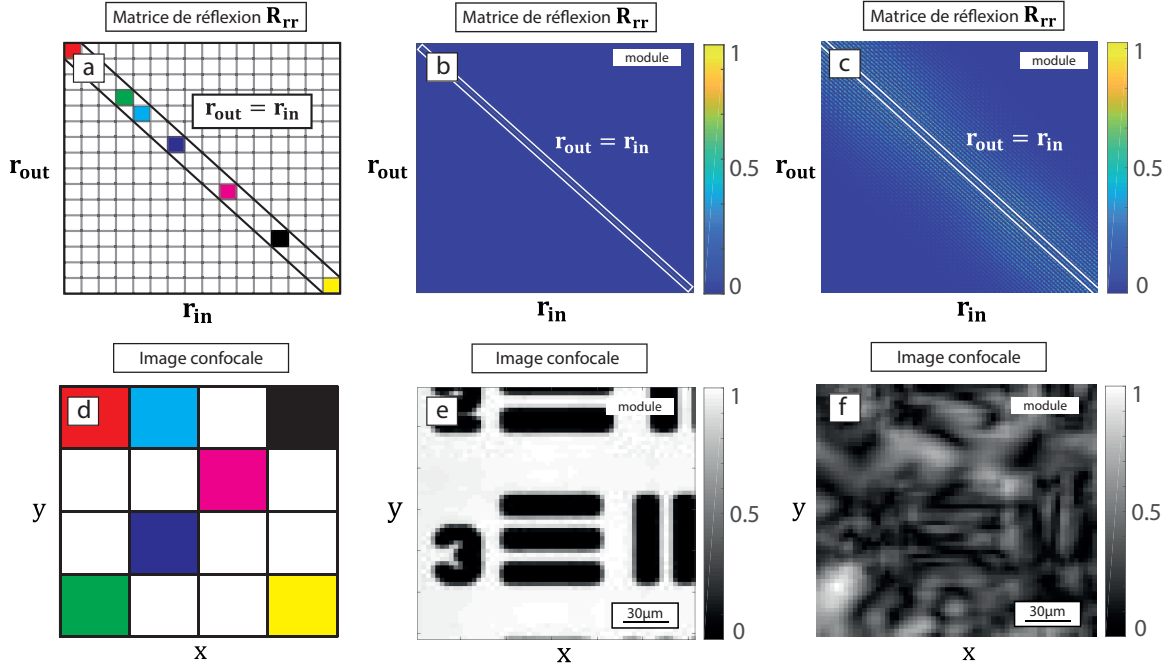 Matrice de réflexion R_rr
Matrice de réflexion R_rr
Matrice de réflexion R_rr
a
r_out = r_in
r_out
r_in
b
module
r_out = r_in
r_out
r_in
1
0.5
0
c
module
r_out = r_in
r_out
r_in
1
0.5
0
Image confocale
Image confocale
Image confocale
d
y
x
e
module
3
30µm
y
x
1
0.5
0
f
module
30µm
y
x
1
0.5
0